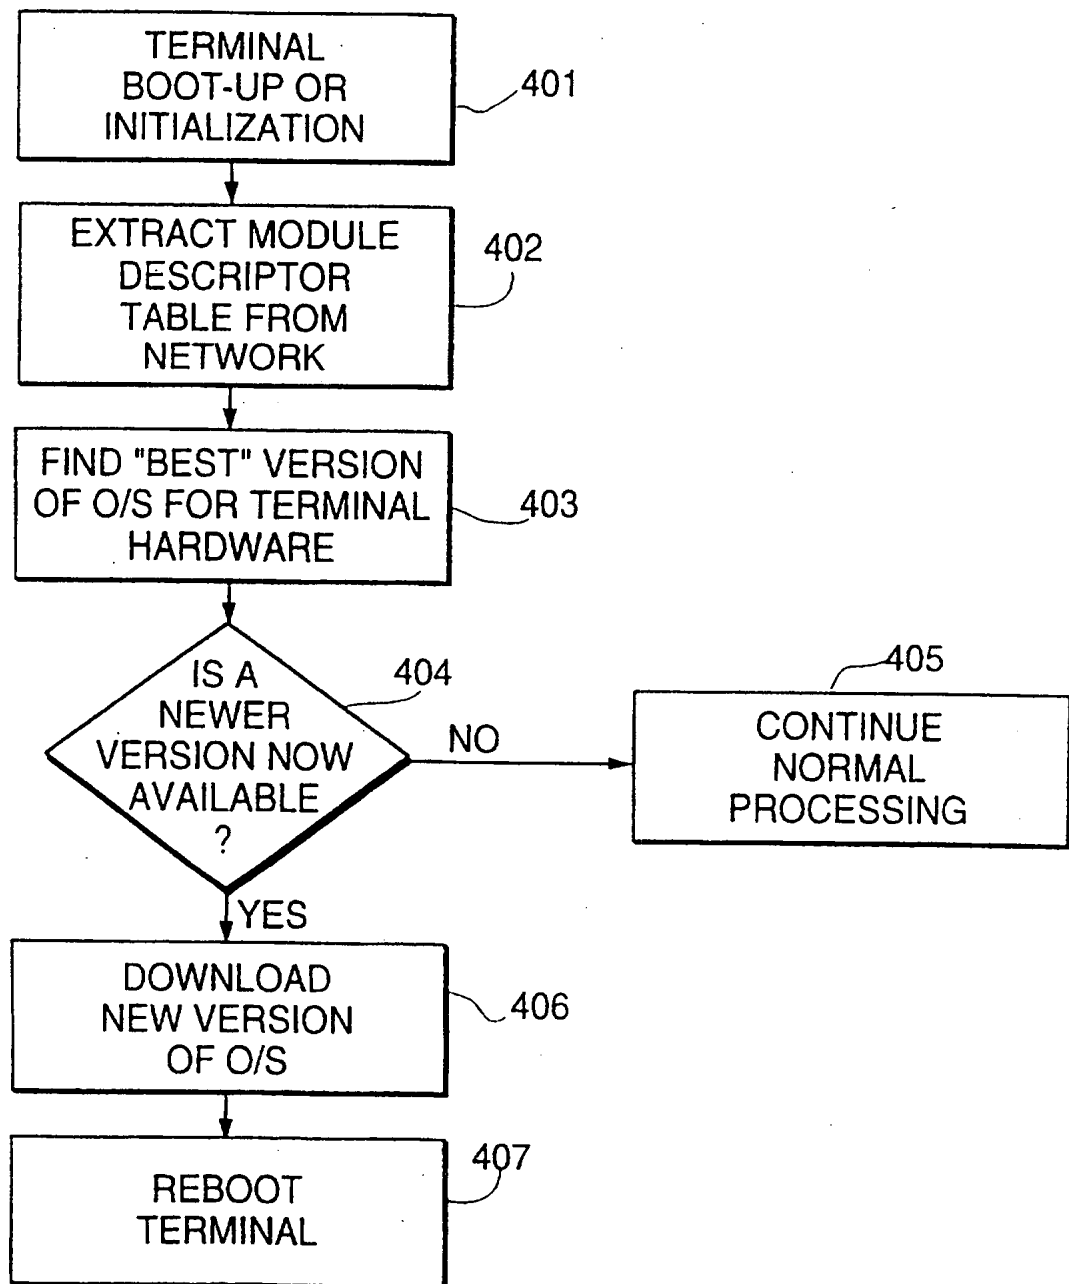 TERMINAL
BOOT-UP OR
INITIALIZATION
401
EXTRACT MODULE
DESCRIPTOR
TABLE FROM
NETWORK
402
FIND "BEST" VERSION
OF O/S FOR TERMINAL
HARDWARE
403
IS A
NEWER
VERSION NOW
AVAILABLE
?
404
NO
405
CONTINUE
NORMAL
PROCESSING
YES
DOWNLOAD
NEW VERSION
OF O/S
406
REBOOT
TERMINAL
407